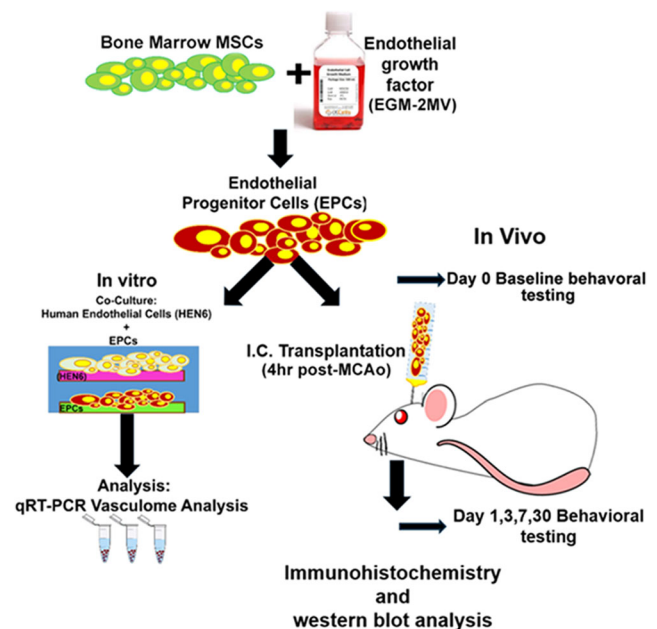 Bone Marrow MSCs
+
Endothelial
growth
factor
(EGM-2MV)
Endothelial
Progenitor Cells (EPCs)
In Vivo
In vitro
Co-Culture:
Human Endothelial Cells (HEN6)
+
EPCs
(HEN6)
EPCs
Day 0 Baseline behavoral
testing
I.C. Transplantation
(4hr post-MCAo)
Analysis:
qRT-PCR Vasculome Analysis
Day 1,3,7,30 Behavioral
testing
Immunohistochemistry
and
western blot analysis